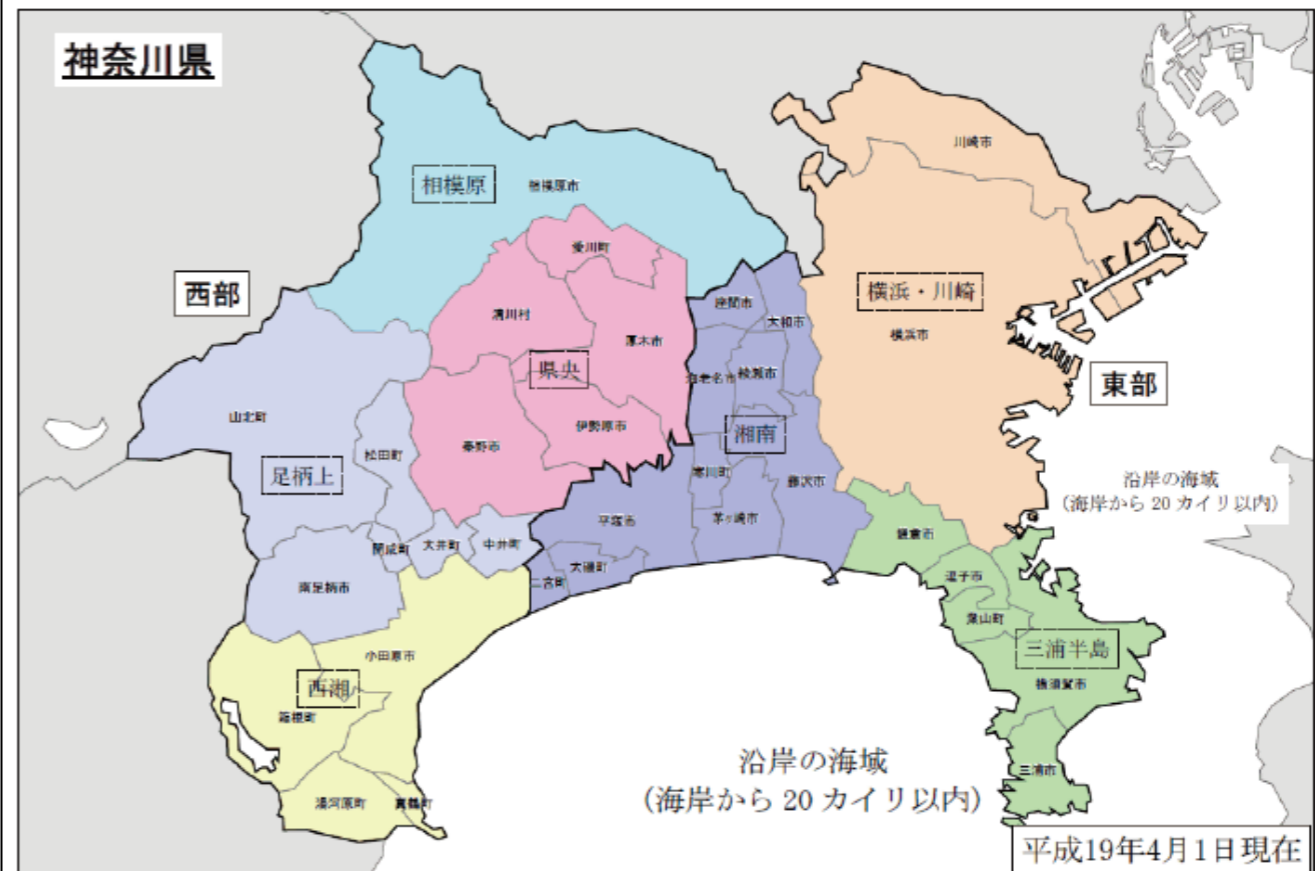 神奈川県
川崎市
相模原
相模原市
愛川町
西部
横浜・川崎
座間市
清川村
大和市
厚木市
横浜市
県央
海老名市
綾瀬市
東部
山北町
伊勢原市
湘南
秦野市
松田町
足柄上
寒川町
藤沢市
沿岸の海域
(海岸から 20 カイリ以内)
平塚市
茅ヶ崎市
鎌倉市
開成町
大井町
中井町
大磯町
二宮町
逗子市
南足柄市
葉山町
小田原市
三浦半島
西湘
横須賀市
箱根町
沿岸の海域
(海岸から 20 カイリ以内)
三浦市
湯河原町
真鶴町
平成19年4月1日現在